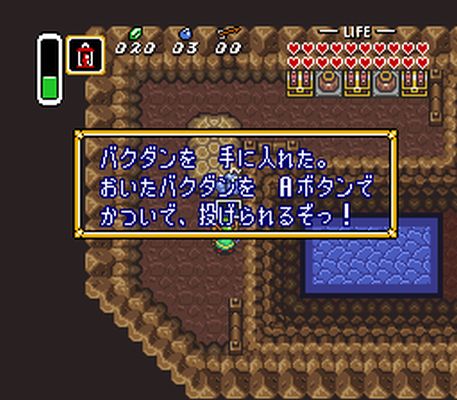 020 03 00
— LIFE —
バクダンを　手に入れた。
おいたバクダンを　Aボタンで
かついで、投げられるぞっ！